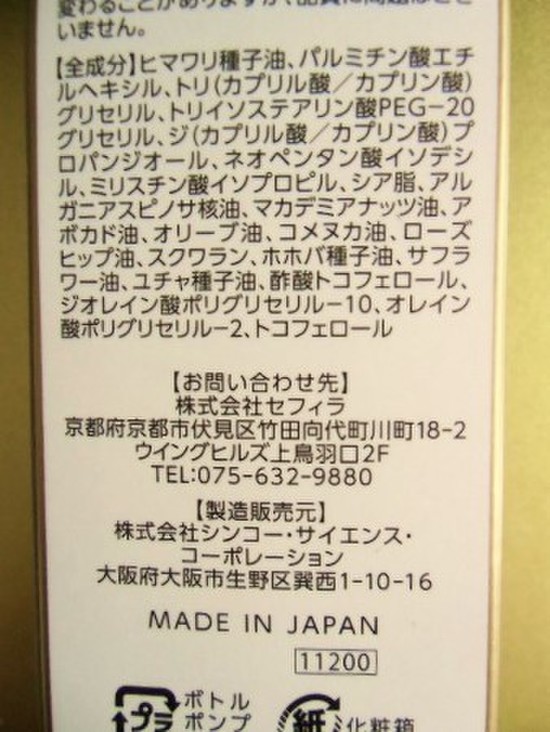 いません。
【全成分】ヒマワリ種子油、パルミチン酸エチ
ルヘキシル、トリ(カプリル酸/カプリン酸)
グリセリル、トリイソステアリン酸PEG-20
グリセリル、ジ(カプリル酸/カプリン酸)プ
ロパンジオール、ネオペンタン酸イソデシ
ル、ミリスチン酸イソプロピル、シア脂、アル
ガニアスピノサ核油、マカデミアナッツ油、ア
ボカド油、オリーブ油、コメヌカ油、ローズ
ヒップ油、スクワラン、ホホバ種子油、サフラ
ワー油、ユチャ種子油、酢酸トコフェロール、
ジオレイン酸ポリグリセリル-10、オレイン
酸ポリグリセリル-2、トコフェロール
【お問い合わせ先】
株式会社セフィラ
京都府京都市伏見区竹田向代町川町18-2
ウイングヒルズ上鳥羽口2F
TEL:075-632-9880
【製造販売元】
株式会社シンコー・サイエンス・
コーポレーション
大阪府大阪市生野区巽西1-10-16
MADE IN JAPAN
11200
プラ ボトル
ポンプ
紙 化粧箱